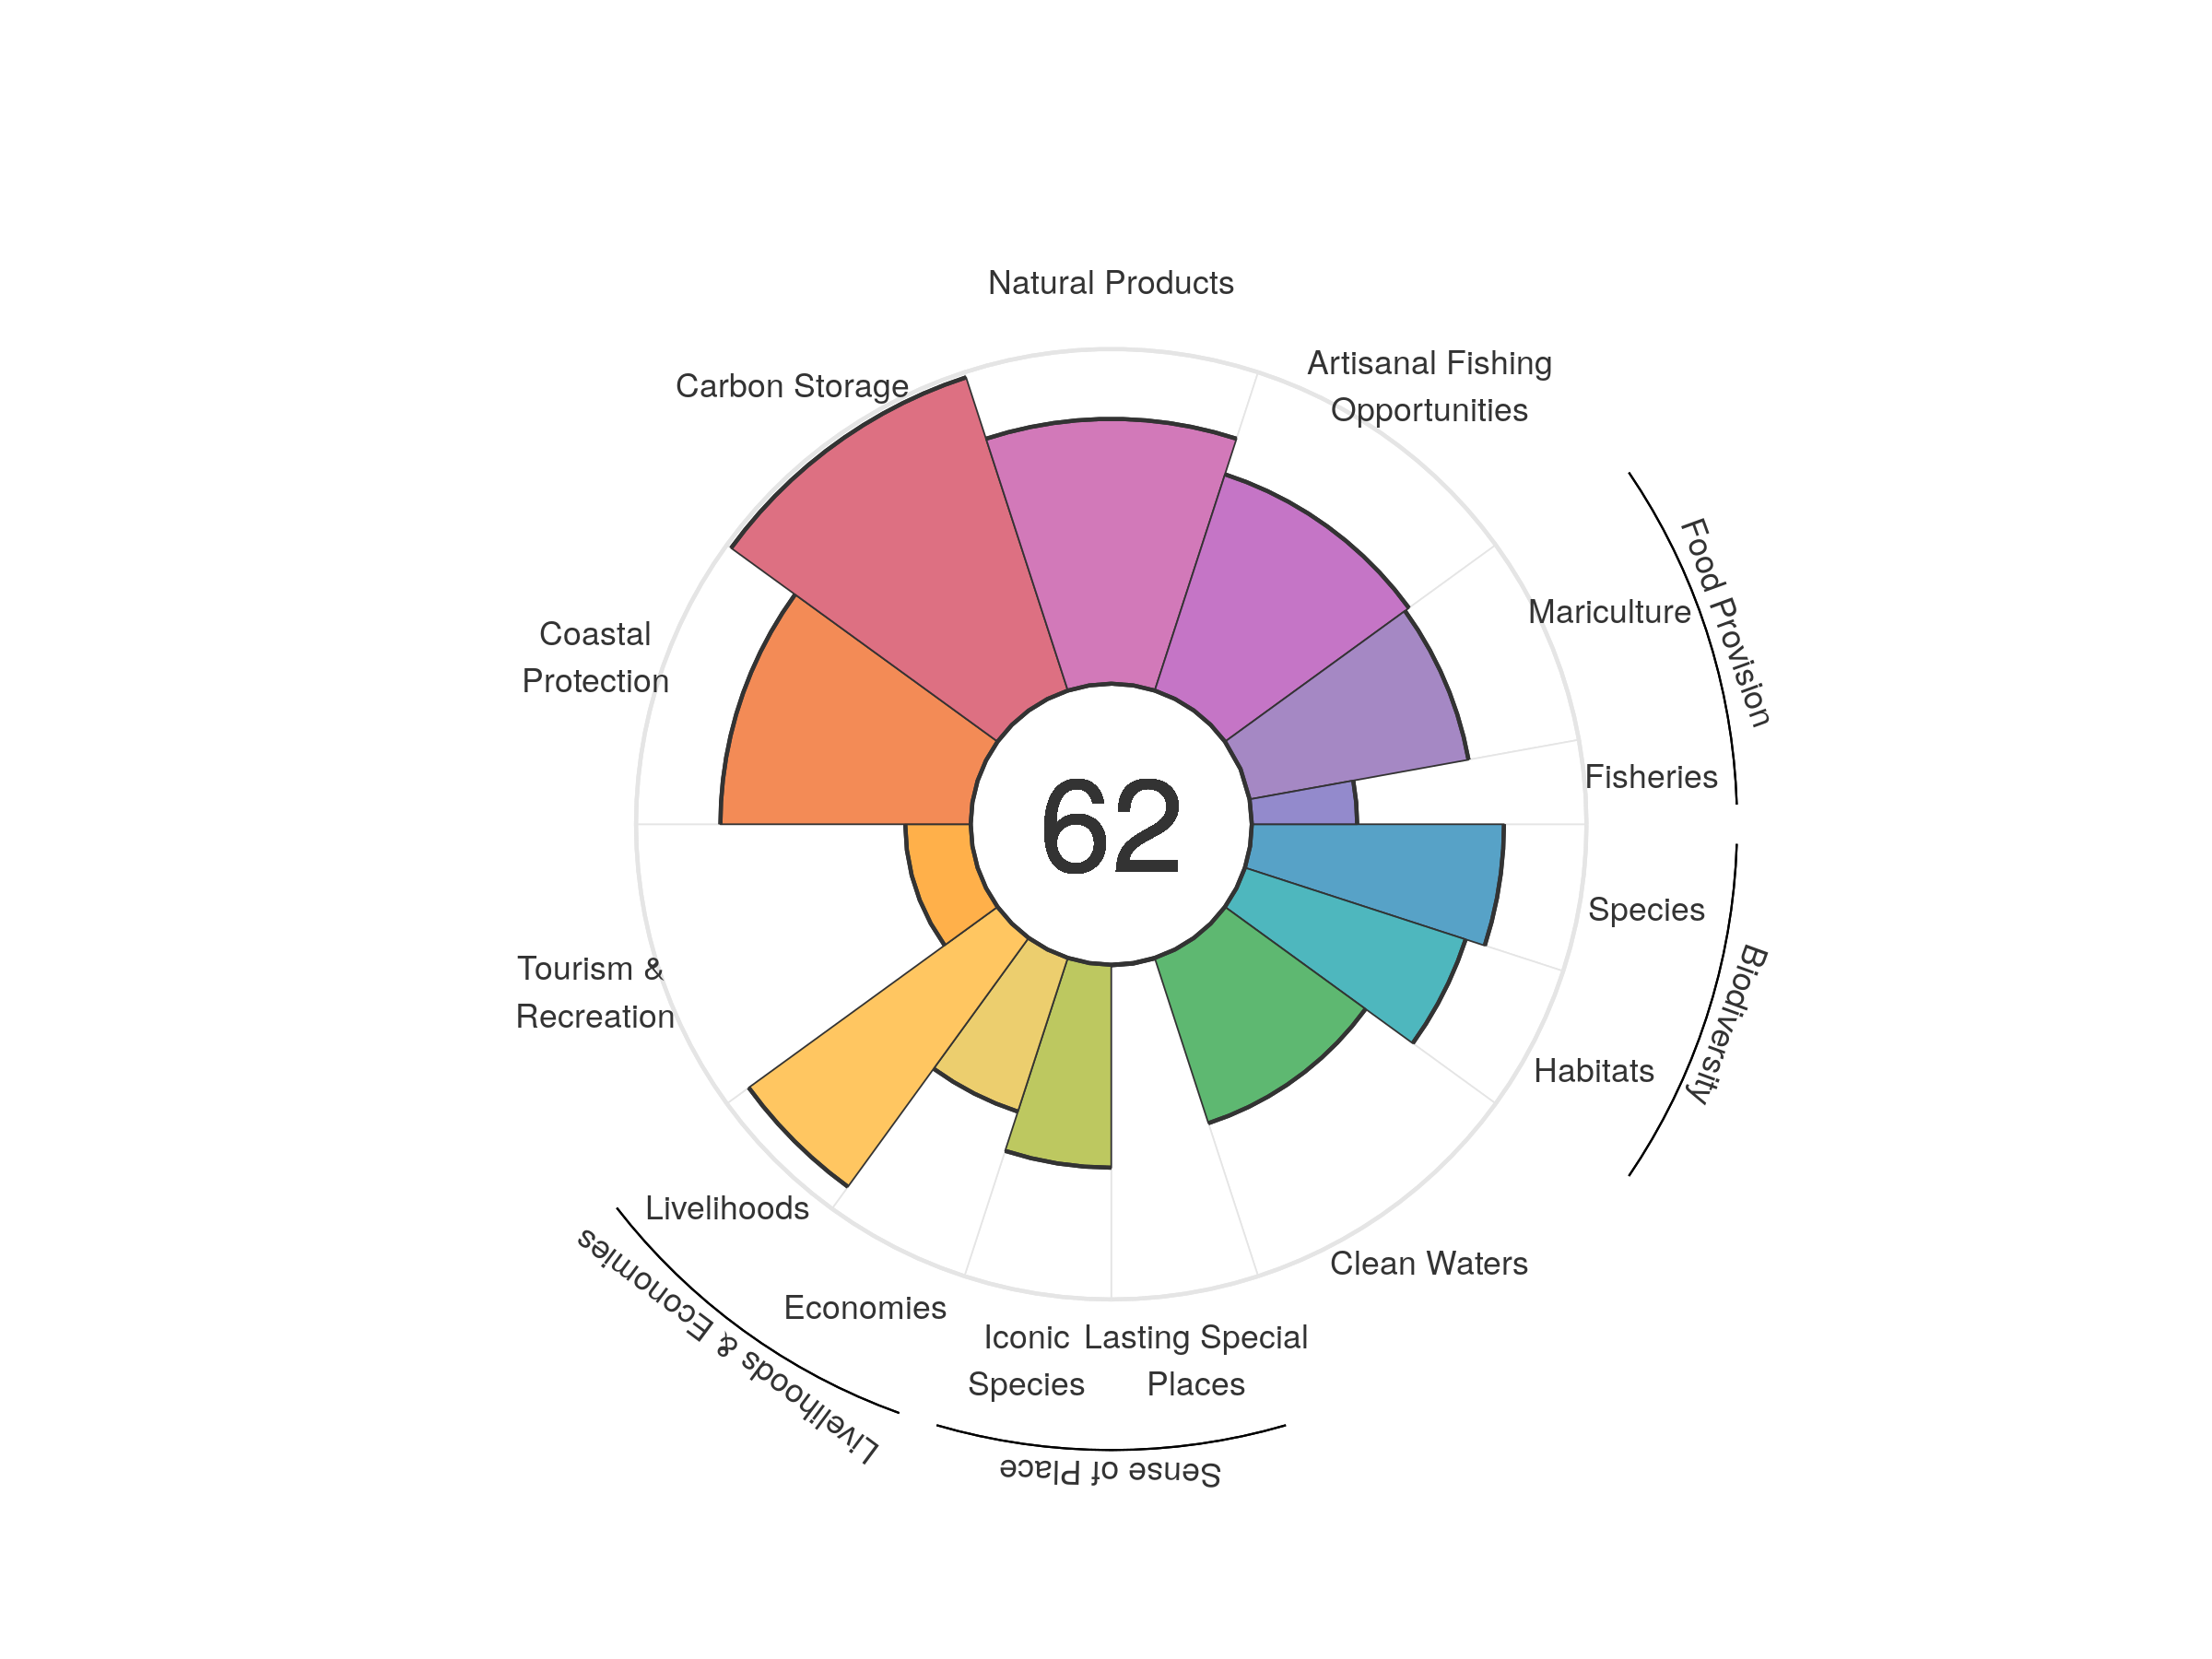 Natural Products
Artisanal Fishing
Opportunities
Carbon Storage
Food Provision
Mariculture
Coastal
Protection
Fisheries
62
Species
Biodiversity
Tourism &
Recreation
Habitats
Livelihoods
Clean Waters
Livelihoods & Economies
Economies
Iconic
Species
Lasting Special
Places
Sense of Place